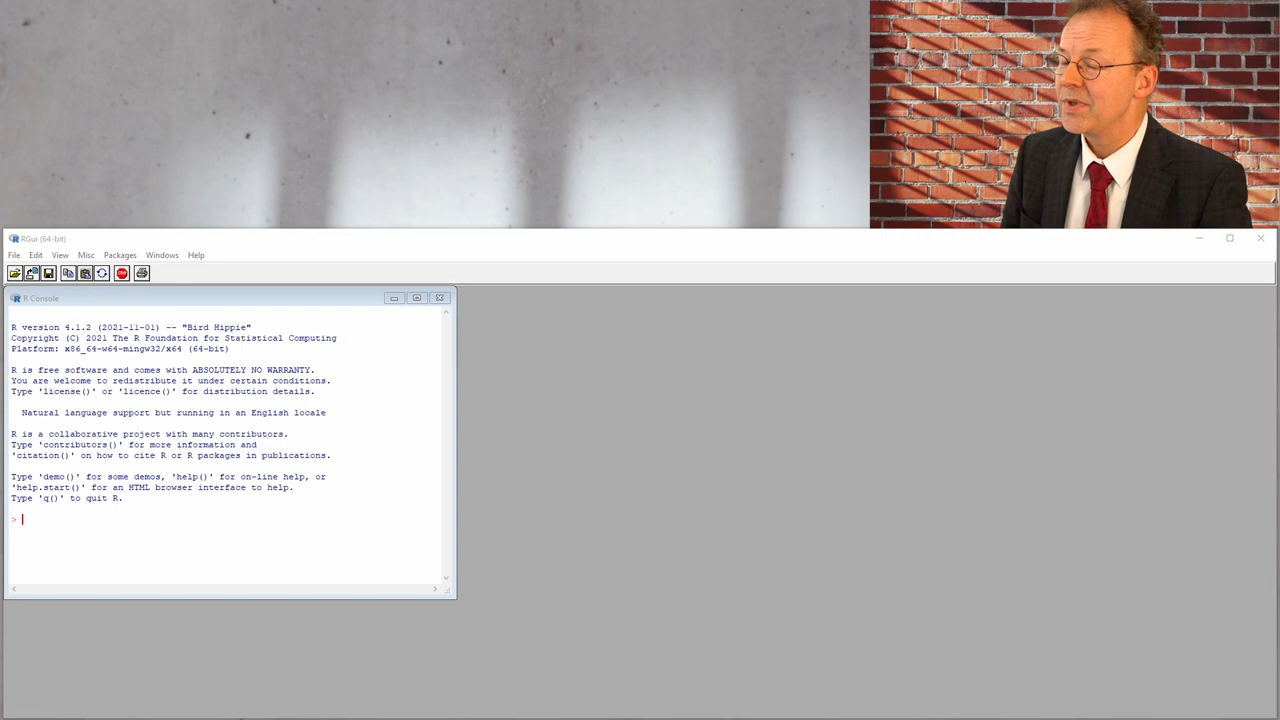 RGui (64-bit)
File Edit View Misc Packages Windows Help
STOP
R Console
R version 4.1.2 (2021-11-01) -- "Bird Hippie"
Copyright (C) 2021 The R Foundation for Statistical Computing
Platform: x86_64-w64-mingw32/x64 (64-bit)
R is free software and comes with ABSOLUTELY NO WARRANTY.
You are welcome to redistribute it under certain conditions.
Type 'license()' or 'licence()' for distribution details.
Natural language support but running in an English locale
R is a collaborative project with many contributors.
Type 'contributors()' for more information and
'citation()' on how to cite R or R packages in publications.
Type 'demo()' for some demos, 'help()' for on-line help, or
'help.start()' for an HTML browser interface to help.
Type 'q()' to quit R.
>